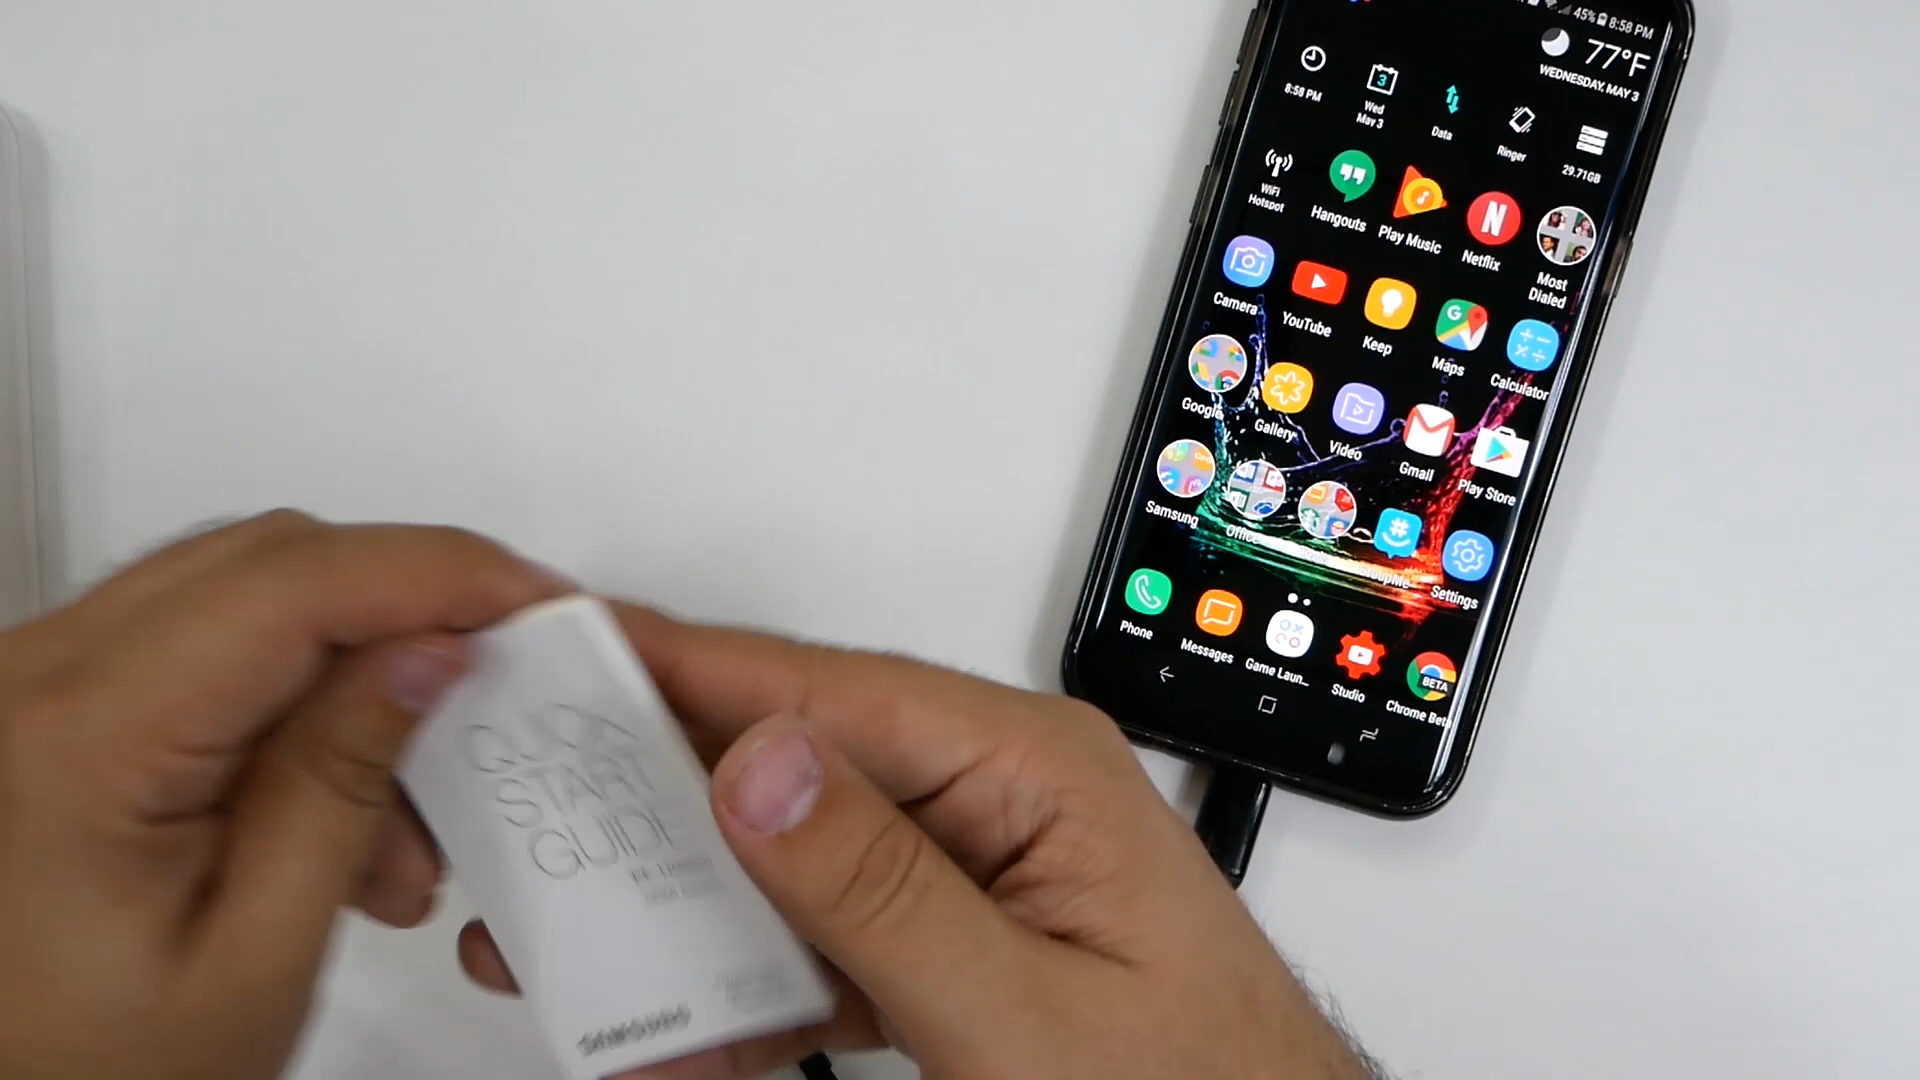 45% 8:58 PM
77°F
WEDNESDAY, MAY 3
8:58 PM
3
Wed
May 3
Data
Ringer
29.71GB
WiFi
Hotspot
Hangouts
Play Music
N
Netflix
Most
Dialed
Camera
YouTube
Keep
G
Maps
Calculator
Google
Gallery
Video
Gmail
Play Store
Samsung
Office
#
GroupMe
Settings
Phone
Messages
Game Laun...
Studio
BETA
Chrome Beta
QUICK
START
GUIDE
SAMSUNG